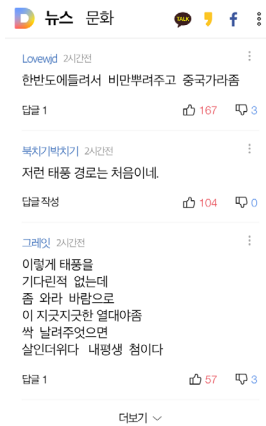 뉴스 문화
TALK
Lovewjd 2시간전
한반도에들려서 비만뿌려주고 중국가라좀
답글 1 167 3
북치기박치기 2시간전
저런 태풍 경로는 처음이네.
답글 작성 104 0
그레잇 2시간전
이렇게 태풍을
기다린적 없는데
좀 와라 바람으로
이 지긋지긋한 열대야좀
싹 날려주엇으면
살인더위다 내평생 첨이다
답글 1 57 3
더보기